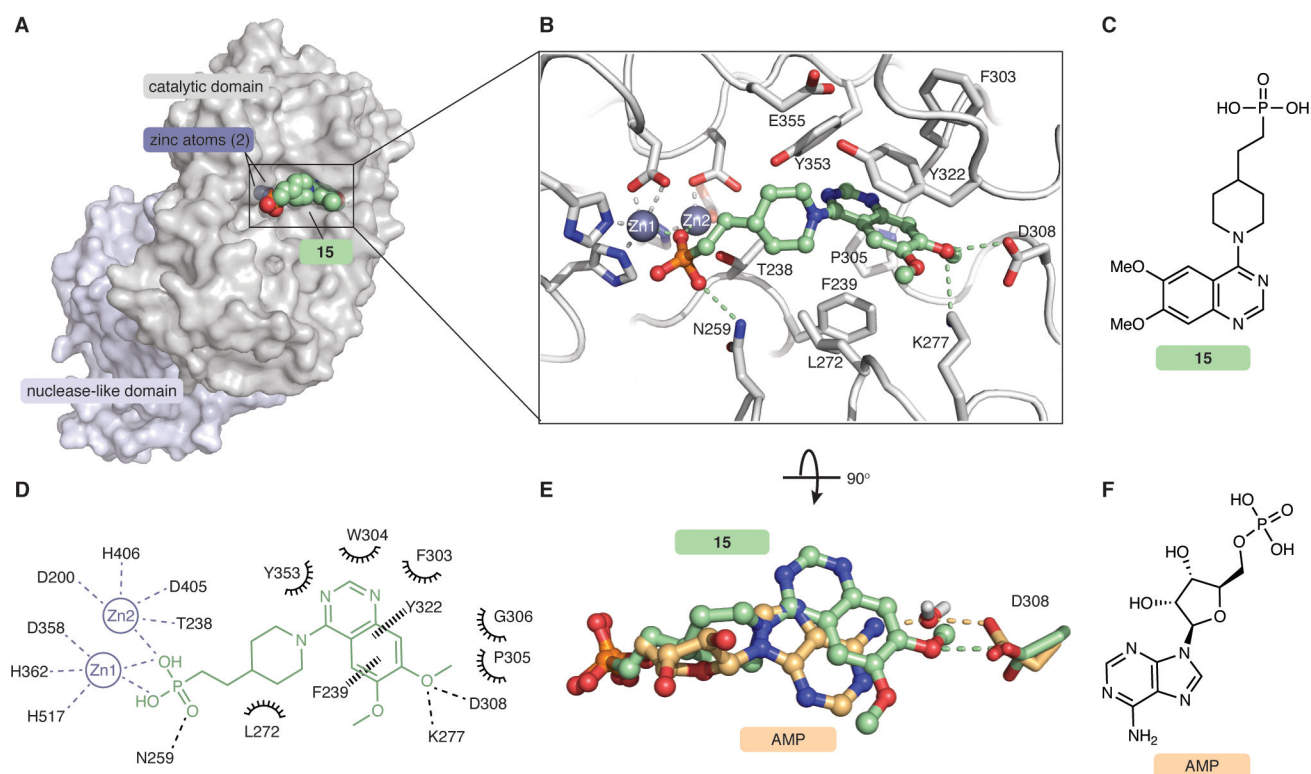 A
catalytic domain
zinc atoms (2)
15
nuclease-like domain
B
F303
E355
Y353
Y322
Zn1
Zn2
D308
T238
P305
F239
N259
L272
K277
C
O
HO
P
OH
N
MeO
N
MeO
N
15
D
W304
H406
F303
D200
D405
Y353
Y322
Zn2
T238
N
N
G306
D358
N
P305
Zn1
OH
H362
HO
P
F239
O
D308
H517
O
O
L272
K277
N259
90°
E
15
D308
AMP
F
HO
O
P
HO
O
OH
HO
O
N
N
N
N
NH2
AMP